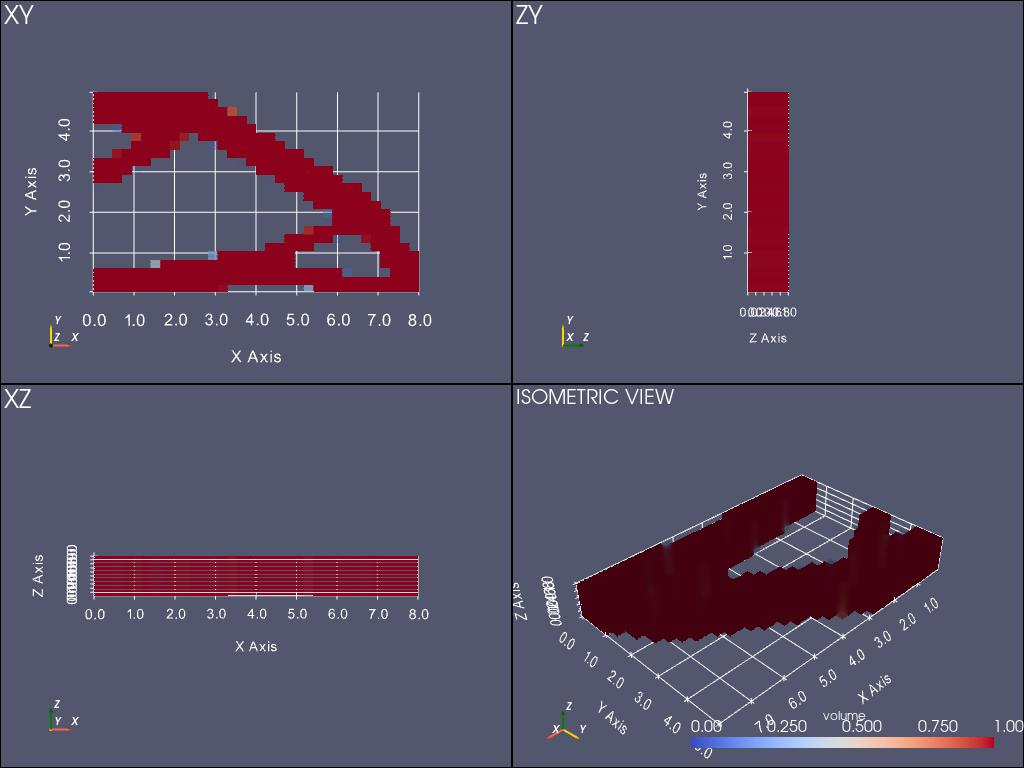 XY
4.0
3.0
2.0
1.0
Y Axis
0.0 1.0 2.0 3.0 4.0 5.0 6.0 7.0 8.0
X Axis
Y
Z X
ZY
4.0
3.0
2.0
1.0
Y Axis
Z Axis
Y
X Z
XZ
Z Axis
0.0 1.0 2.0 3.0 4.0 5.0 6.0 7.0 8.0
X Axis
Z
Y X
ISOMETRIC VIEW
Z Axis
0.0 1.0 2.0 3.0 4.0
Y Axis
7.0 6.0 5.0 4.0 3.0 2.0 1.0
X Axis
Z
X Y
volume
0.00 0.250 0.500 0.750 1.00